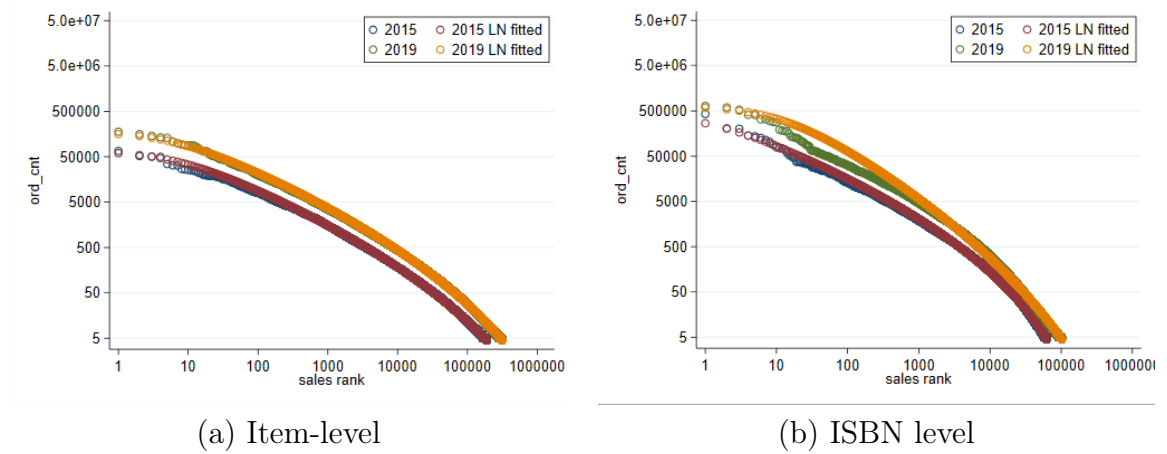 5.0e+07
5.0e+06
500000
50000
5000
500
50
5
ord_cnt
2015 2015 LN fitted
2019 2019 LN fitted
1 10 100 1000 10000 100000 1000000
sales rank
(a) Item-level
5.0e+07
5.0e+06
500000
50000
5000
500
50
5
ord_cnt
2015 2015 LN fitted
2019 2019 LN fitted
1 10 100 1000 10000 100000 1000000
sales rank
(b) ISBN level